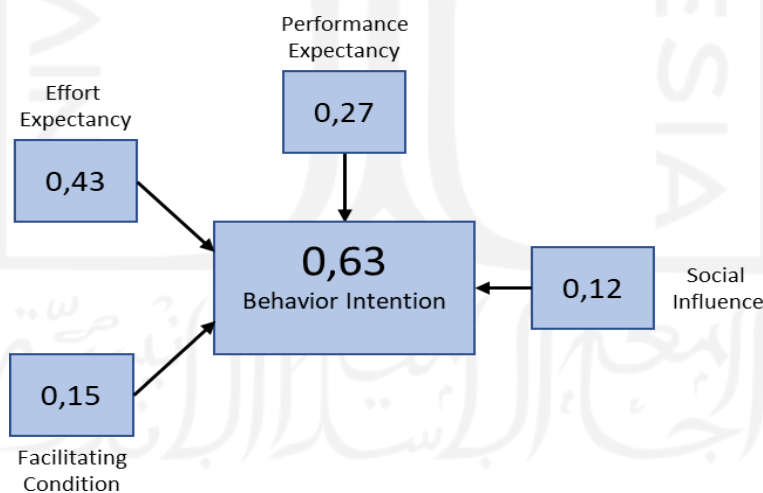 Performance
Expectancy
0,27
Effort
Expectancy
0,43
0,63
Behavior Intention
0,12
Social
Influence
0,15
Facilitating
Condition
ESIA